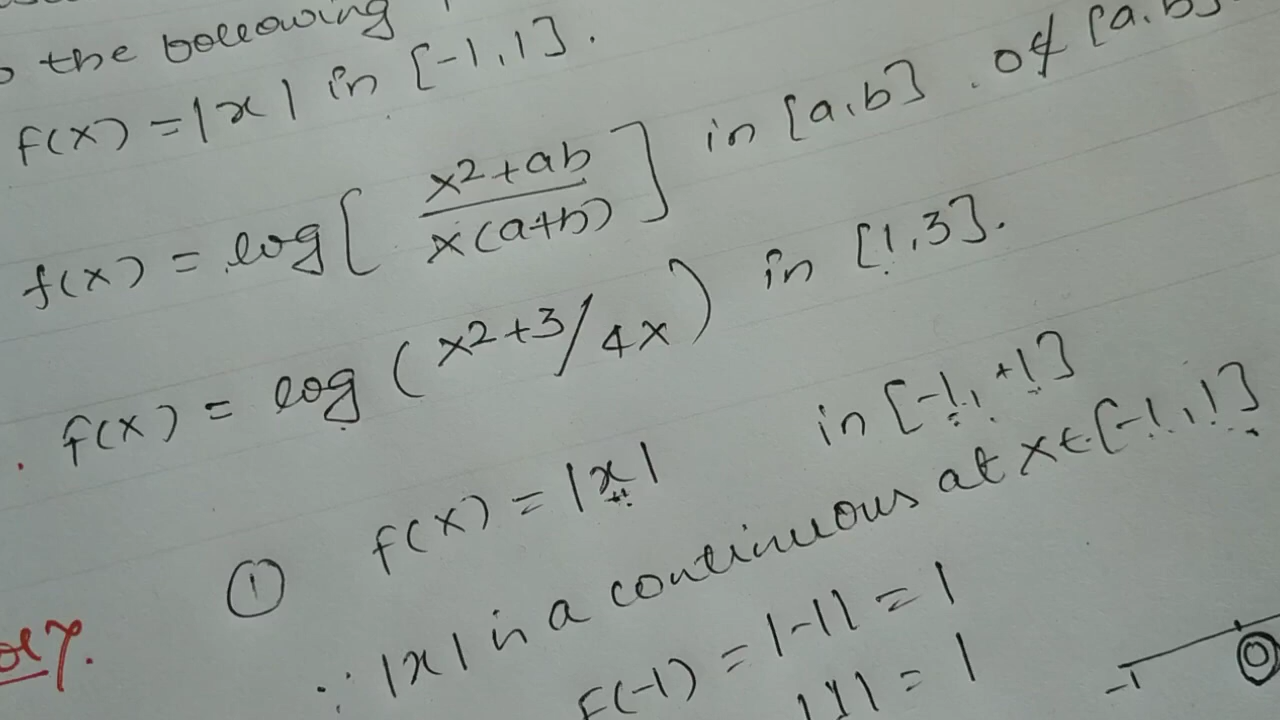 the following
f(x) = |x| in [-1, 1].
f(x) = log[ x2+ab / x(a+b) ] in [a,b] . of [a,b]
f(x) = log ( x2+3/4x ) in [1,3].
① f(x) = |x| in [-1, +1]
∵ |x| is a continuous at x∈[-1,1]
f(-1) = |-1| = 1
|1| = 1
-1